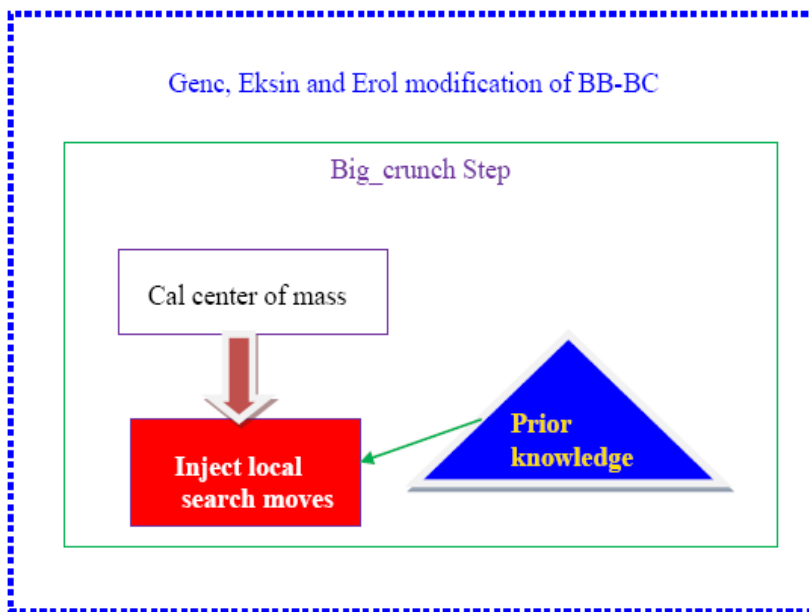 Genc, Eksin and Erol modification of BB-BC
Big_crunch Step
Cal center of mass
Inject local
search moves
Prior
knowledge